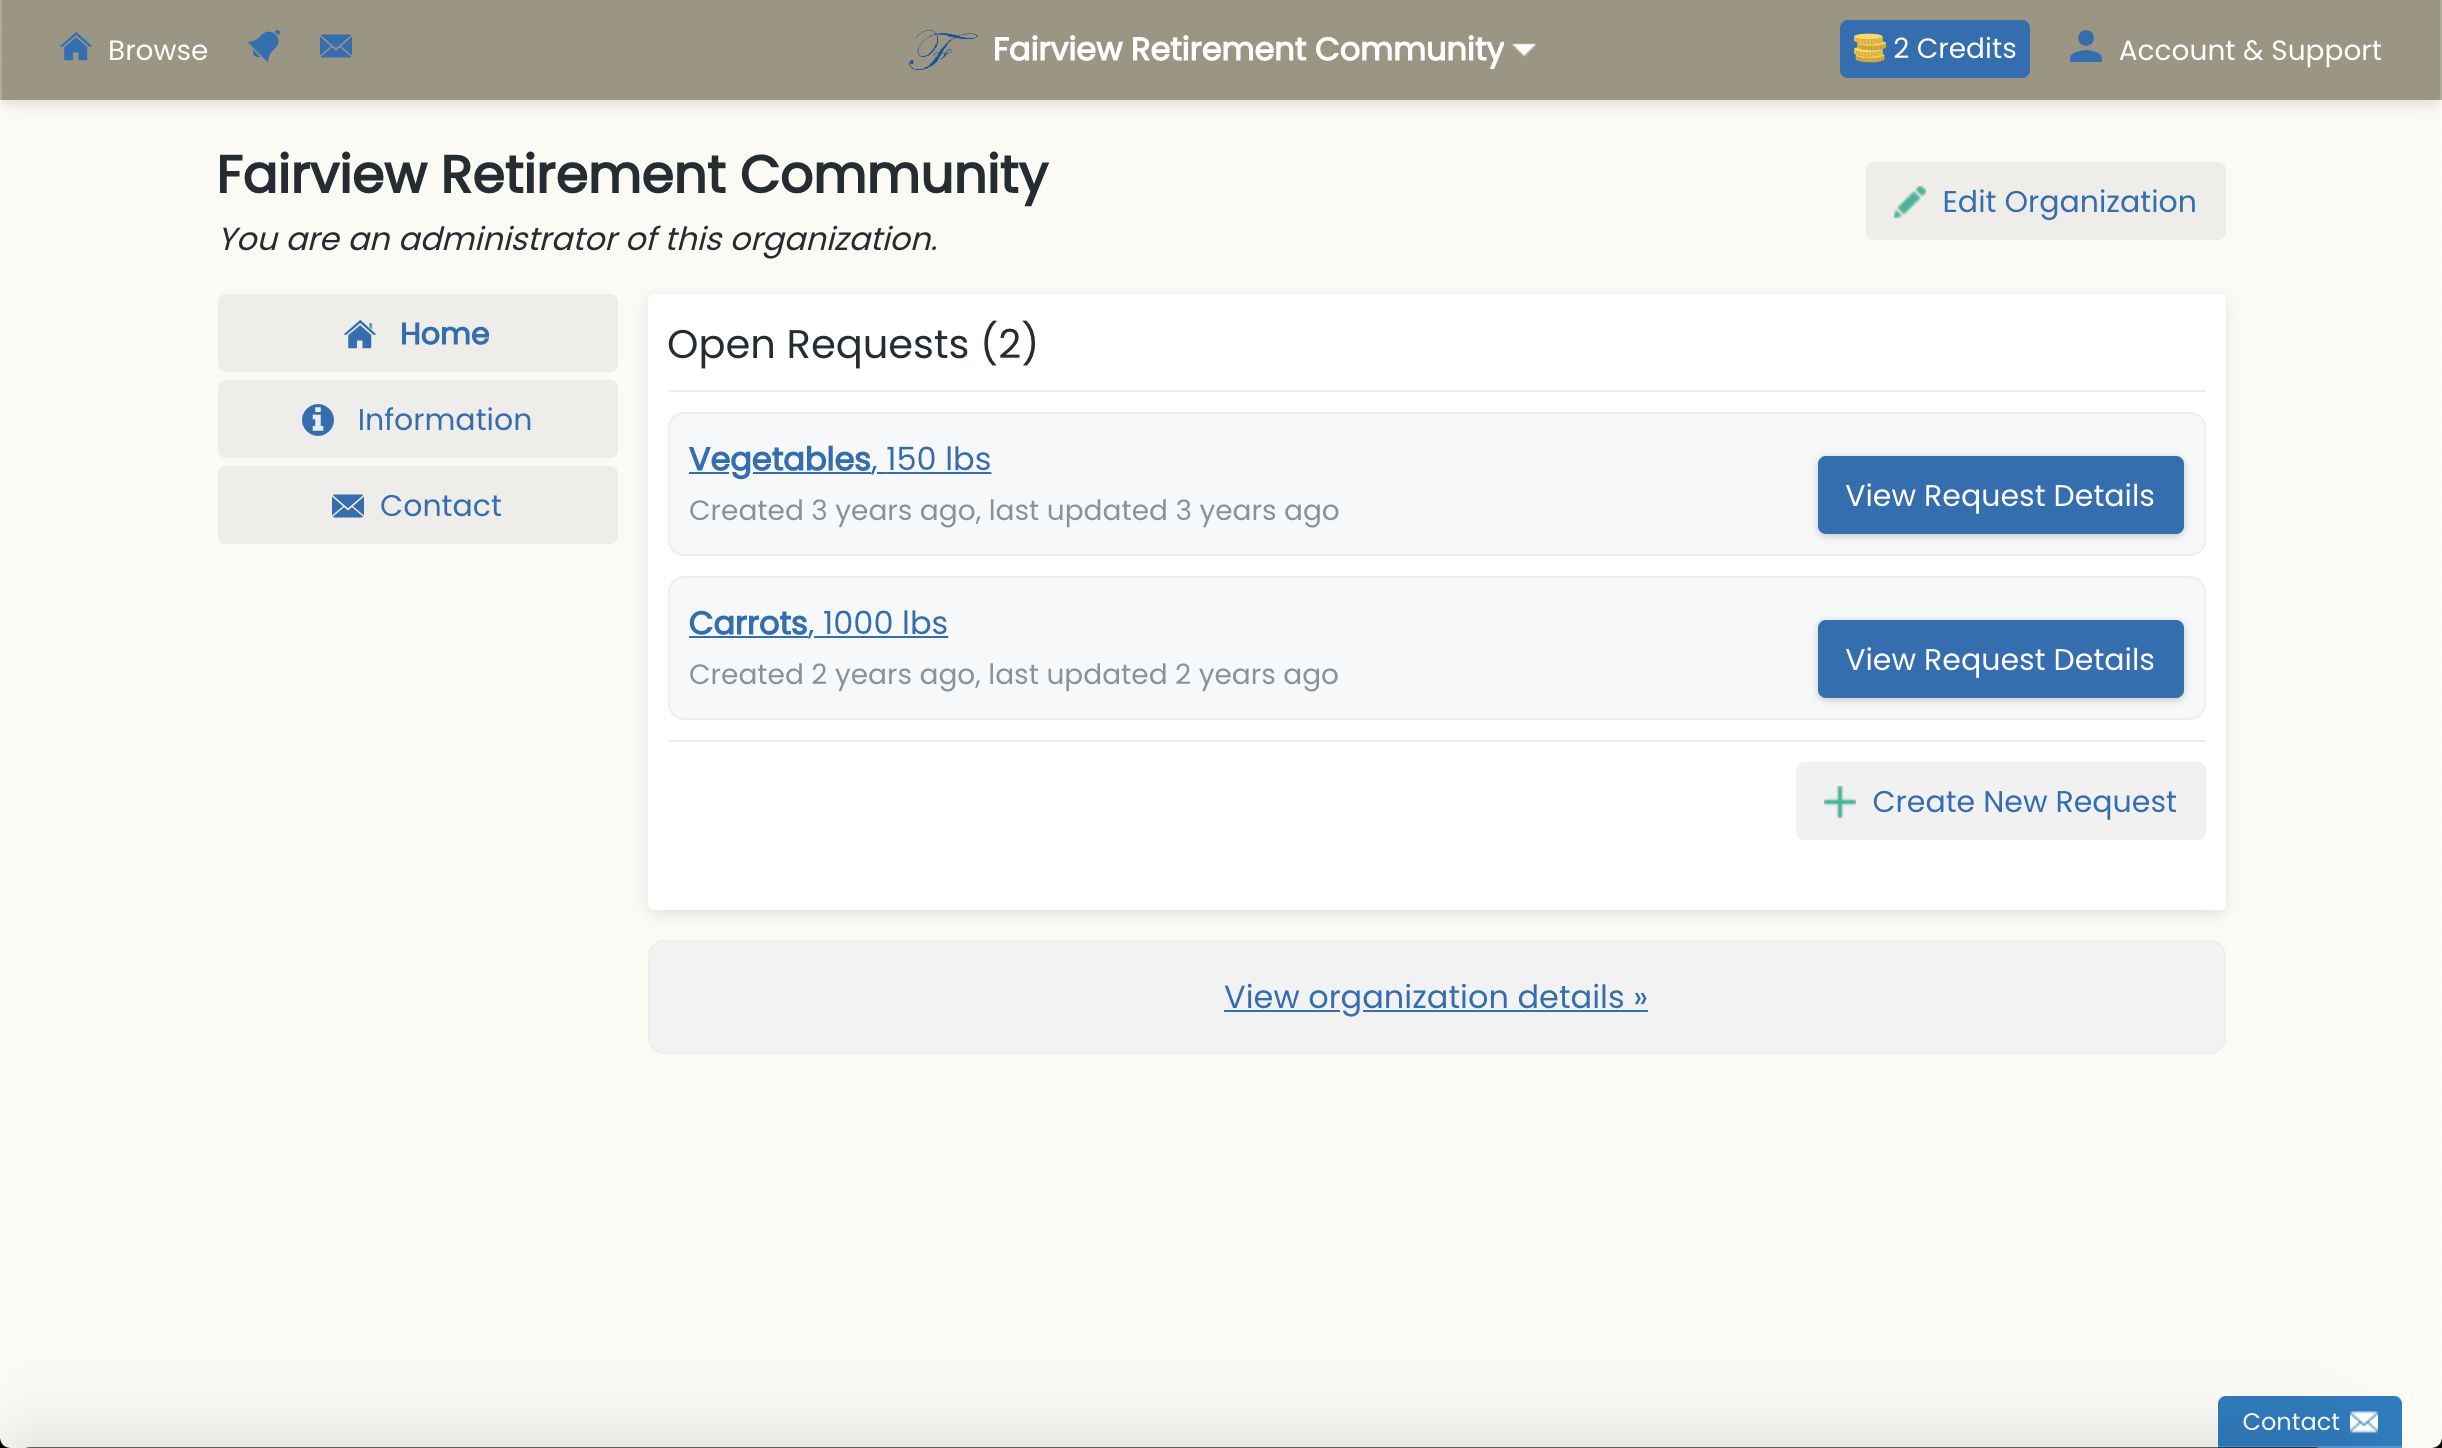 Browse
Fairview Retirement Community
2 Credits
Account & Support
Fairview Retirement Community
You are an administrator of this organization.
Edit Organization
Home
Information
Contact
Open Requests (2)
Vegetables, 150 lbs
Created 3 years ago, last updated 3 years ago
View Request Details
Carrots, 1000 lbs
Created 2 years ago, last updated 2 years ago
View Request Details
Create New Request
View organization details »
Contact